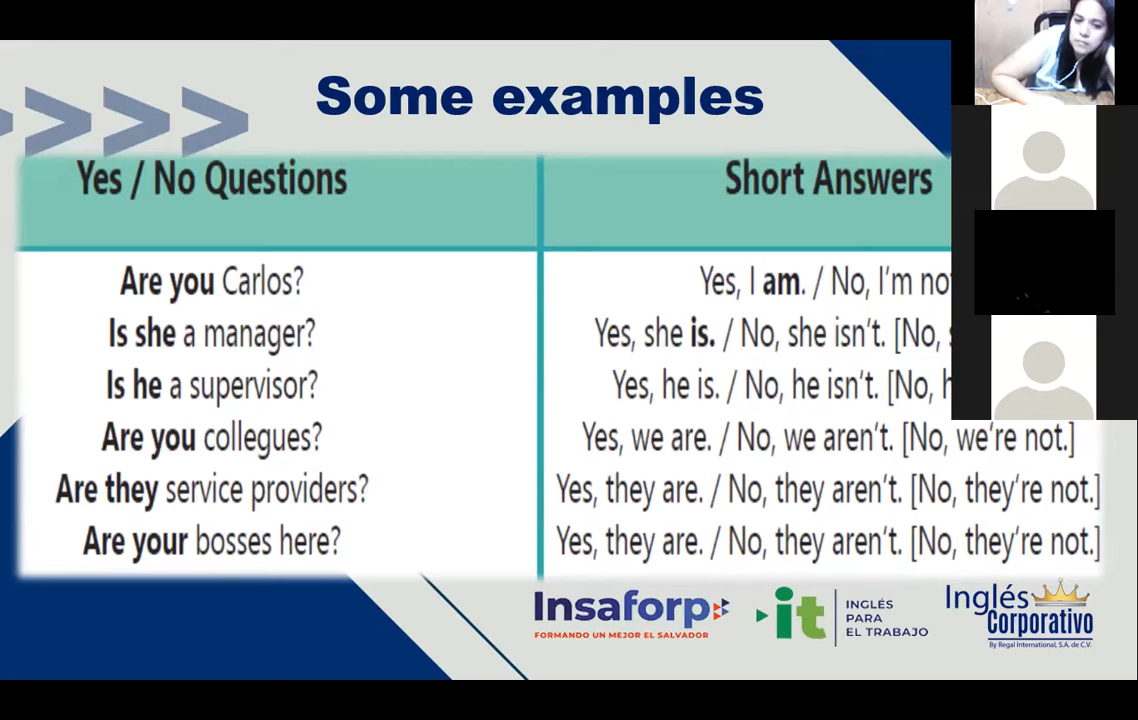 Some examples
Yes / No Questions
Short Answers
Are you Carlos?
Yes, I am. / No, I'm
Is she a manager?
Yes, she is. / No, she isn't. [No,
Is he a supervisor?
Yes, he is. / No, he isn't. [No,
Are you collegues?
Yes, we are. / No, we aren't. [No, we're not.]
Are they service providers?
Yes, they are. / No, they aren't. [No, they're not.]
Are your bosses here?
Yes, they are. / No, they aren't. [No, they're not.]
Insaforp
FORMANDO UN MEJOR EL SALVADOR
it
INGLÉS
PARA
EL TRABAJO
Inglés
Corporativo
By Regal International, S.A. de C.V.